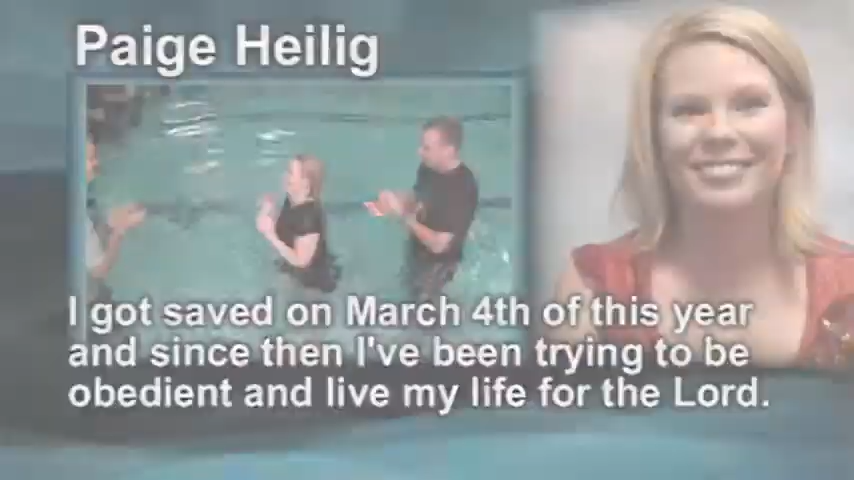 Paige Heilig
I got saved on March 4th of this year
and since then I've been trying to be
obedient and live my life for the Lord.